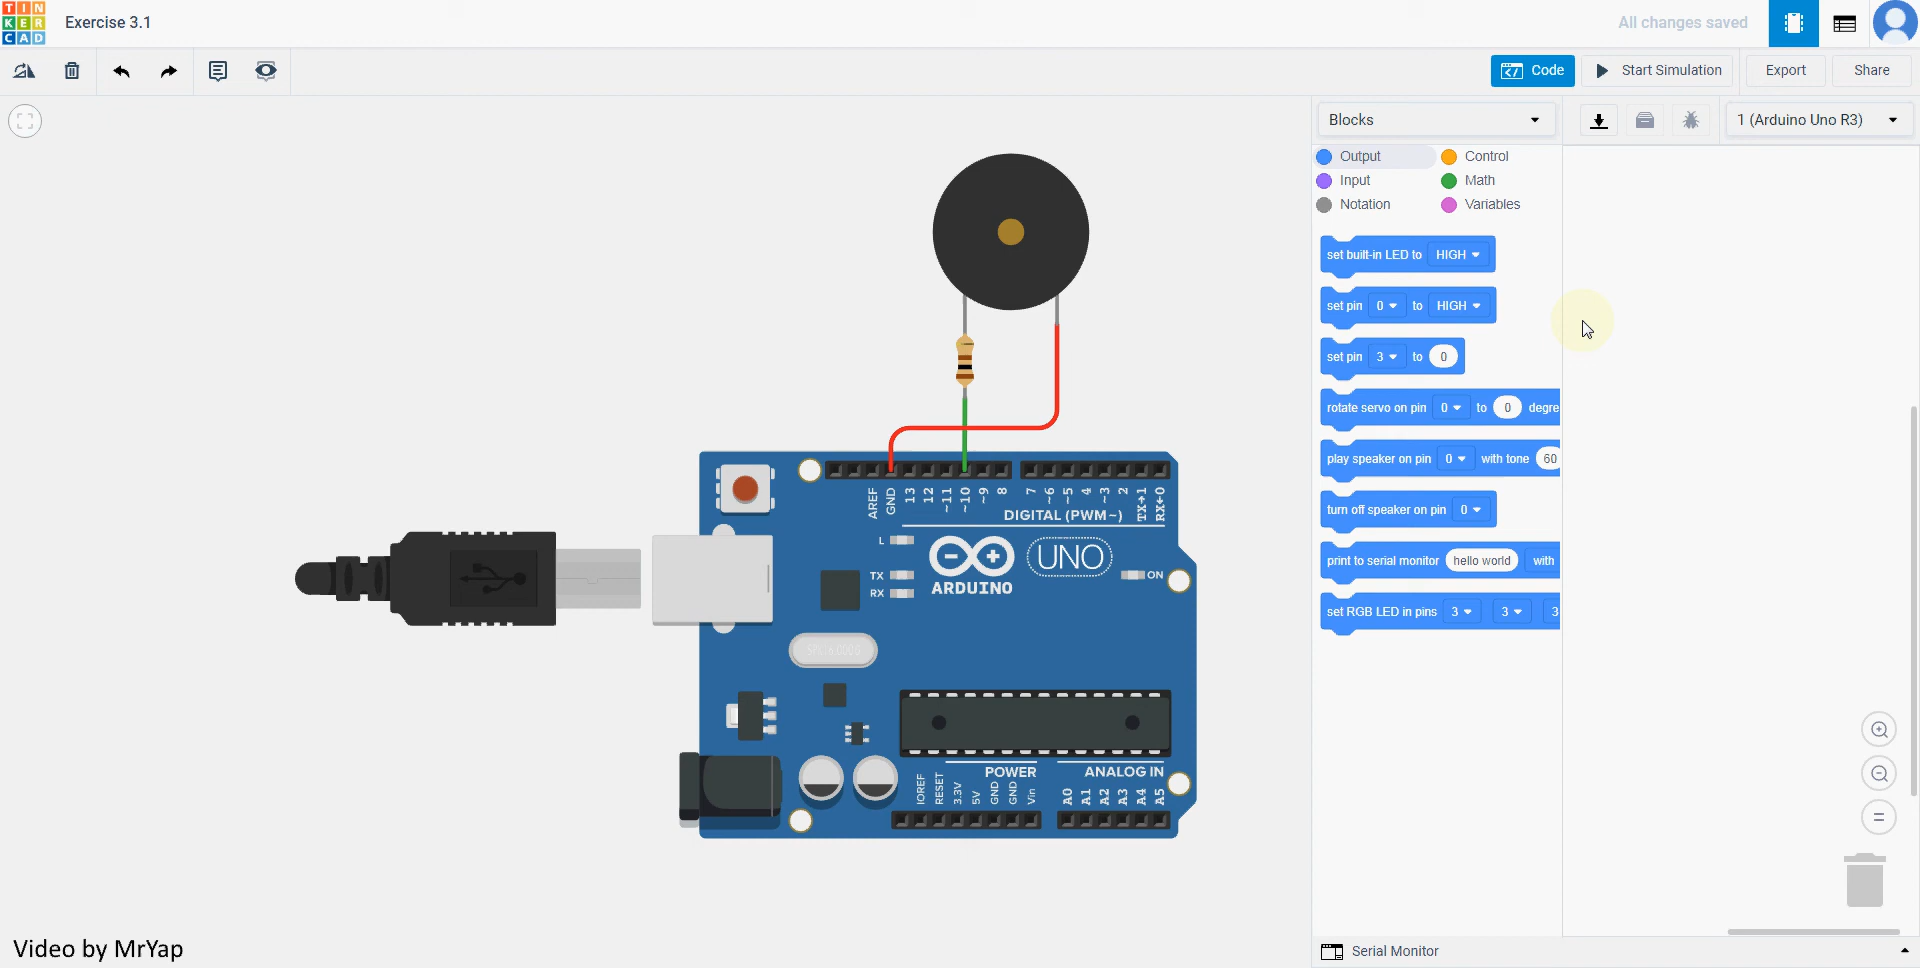 TINKERCAD
Exercise 3.1
All changes saved
Code
Start Simulation
Export
Share
Blocks
1 (Arduino Uno R3)
Output
Control
Input
Math
Notation
Variables
set built-in LED to HIGH
set pin 0 to HIGH
set pin 3 to 0
rotate servo on pin 0 to 0 degre
play speaker on pin 0 with tone 60
turn off speaker on pin 0
print to serial monitor hello world with
set RGB LED in pins 3 3 3
AREF GND 13 12 ~11 ~10 ~9 8 7 ~6 ~5 4 ~3 2 TX→1 RX←0
DIGITAL (PWM~)
L
TX
RX
ARDUINO
UNO
ON
POWER
ANALOG IN
IOREF RESET 3.3V 5V GND GND Vin A0 A1 A2 A3 A4 A5
Video by MrYap
Serial Monitor